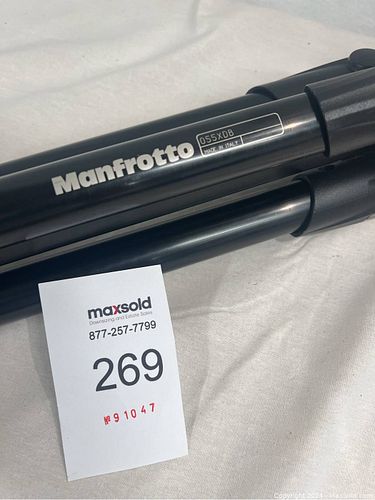 Manfrotto
055XDB
MADE IN ITALY
maxsold
Downsizing and Estate Sales
877-257-7799
269
Nº 91047
Copyright 2024 - MaxSold.com